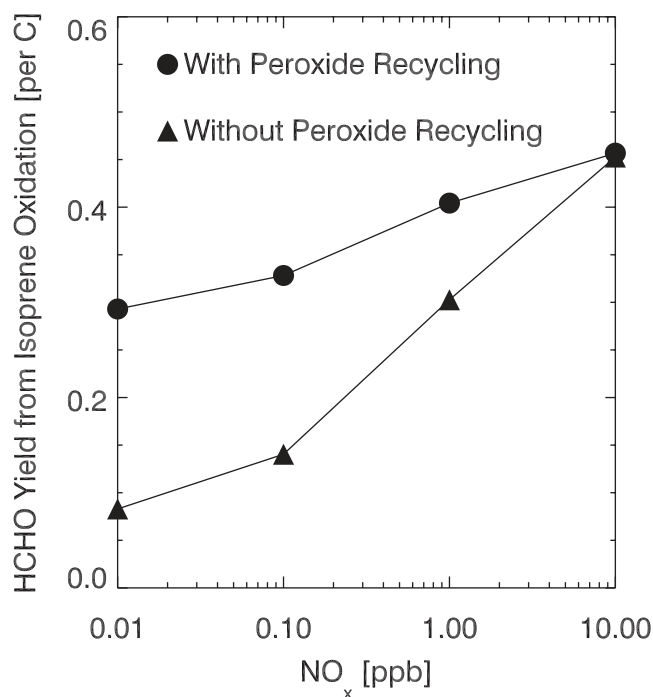 HCHO Yield from Isoprene Oxidation [per C]
0.6
With Peroxide Recycling
Without Peroxide Recycling
0.4
0.2
0.0
0.01 0.10 1.00 10.00
NOx [ppb]